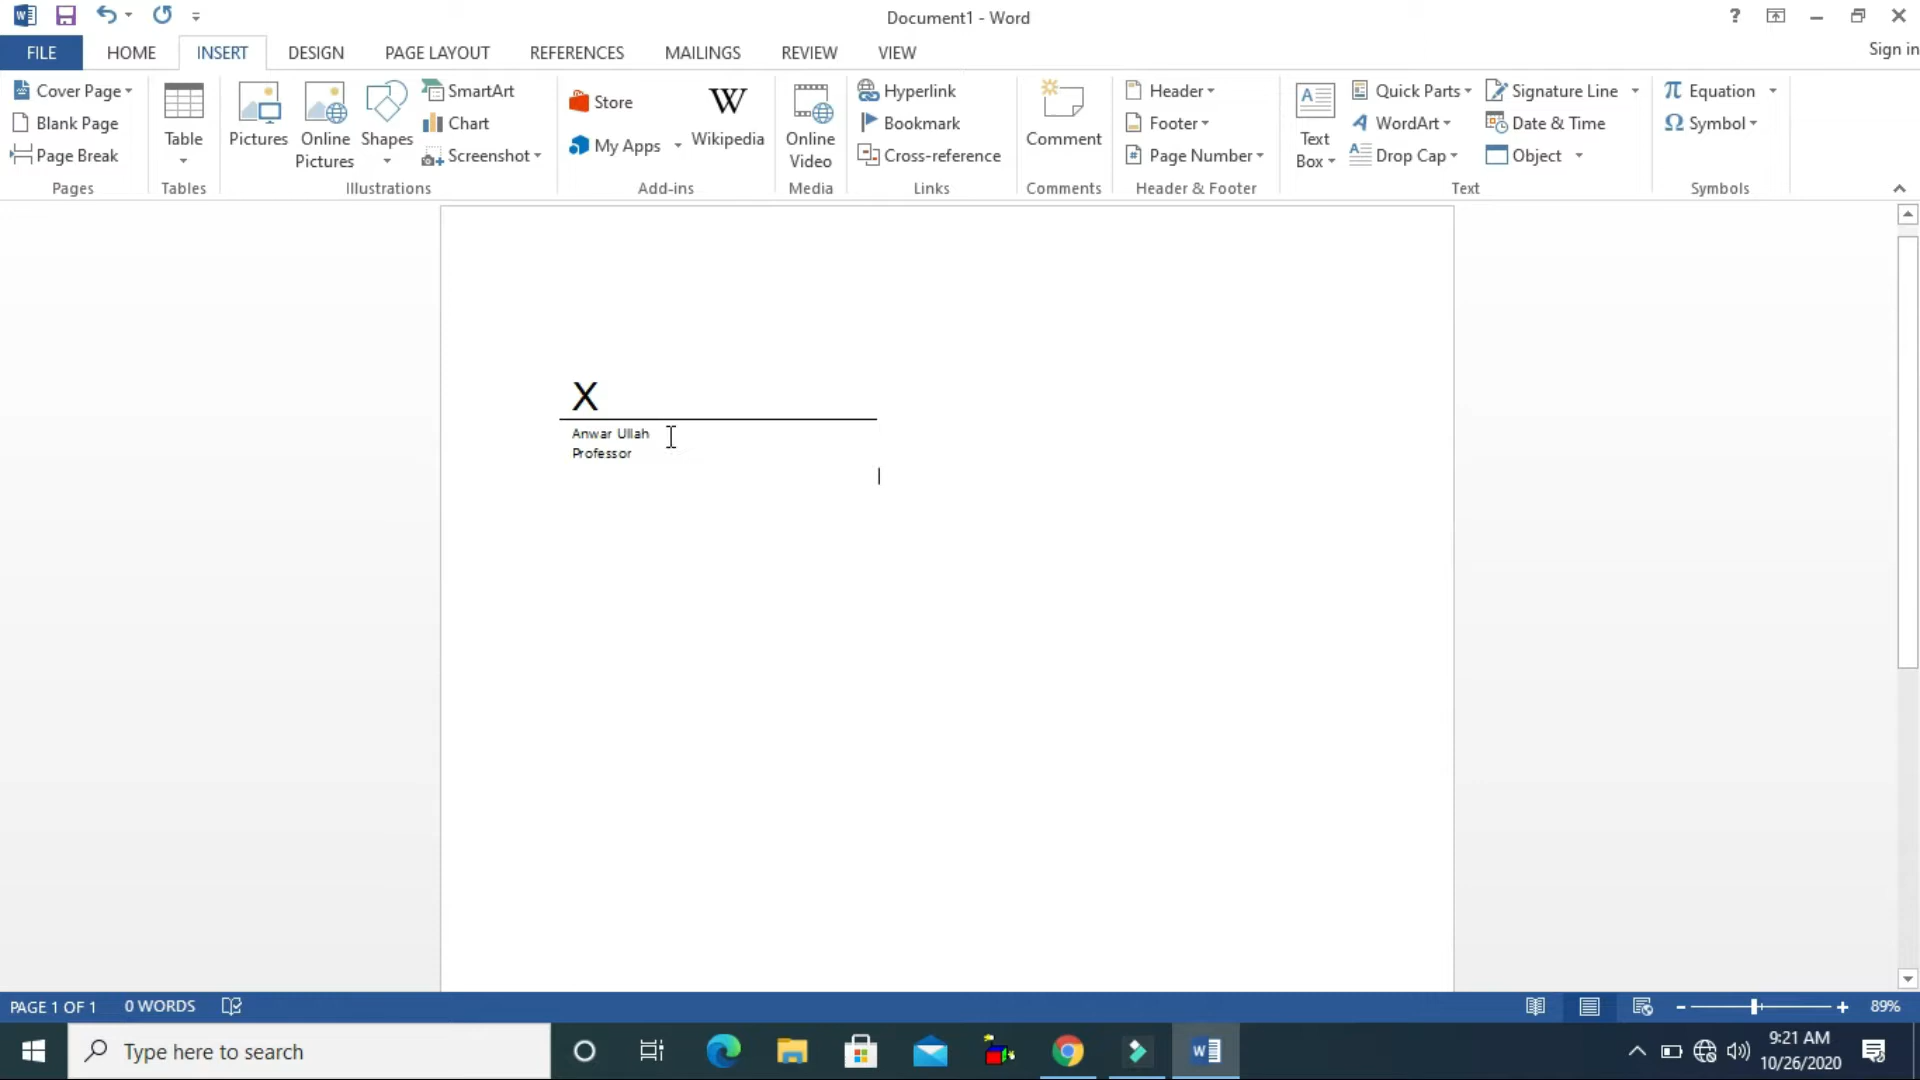 Document1 - Word
?
Sign in
FILE HOME INSERT DESIGN PAGE LAYOUT REFERENCES MAILINGS REVIEW VIEW
Cover Page
Blank Page
Page Break
Pages
Table
Tables
Pictures
Online Pictures
Shapes
SmartArt
Chart
Screenshot
Illustrations
Store
My Apps
W
Wikipedia
Add-ins
Online Video
Media
Hyperlink
Bookmark
Cross-reference
Links
Comment
Comments
Header
Footer
Page Number
Header & Footer
Text Box
Quick Parts
WordArt
Drop Cap
Signature Line
Date & Time
Object
Text
π Equation
Ω Symbol
Symbols
X
Anwar Ullah
Professor
PAGE 1 OF 1 0 WORDS
89%
Type here to search
9:21 AM
10/26/2020